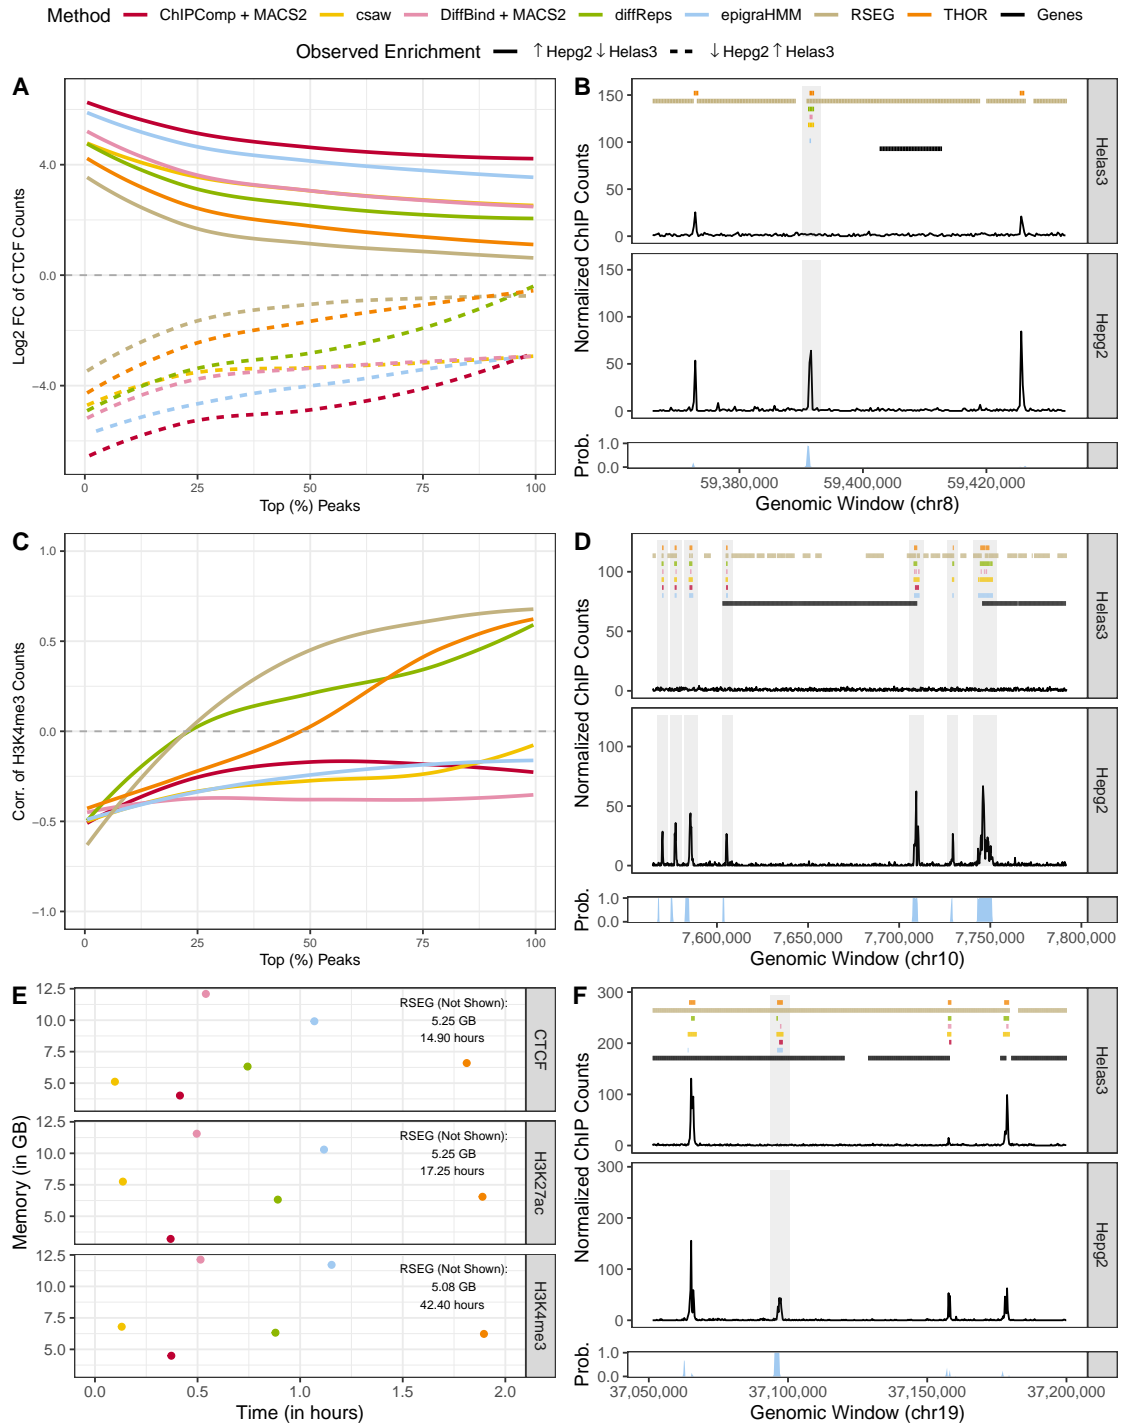 Method ChIPComp + MACS2 csaw DiffBind + MACS2 diffReps epigraHMM RSEG THOR Genes
Observed Enrichment ↑Hepg2↓Helas3 ↓Hepg2↑Helas3
A
Log2 FC of CTCF Counts
4.0
0.0
−4.0
0 25 50 75 100
Top (%) Peaks
B
Normalized ChIP Counts
150
100
50
0
Helas3
150
100
50
0
Hepg2
Prob.
1.0
0.0
59,380,000 59,400,000 59,420,000
Genomic Window (chr8)
C
Corr. of H3K4me3 Counts
1.0
0.5
0.0
−0.5
−1.0
0 25 50 75 100
Top (%) Peaks
D
Normalized ChIP Counts
100
50
0
Helas3
100
50
0
Hepg2
Prob.
1.0
0.0
7,600,000 7,650,000 7,700,000 7,750,000 7,800,000
Genomic Window (chr10)
E
Memory (in GB)
12.5
10.0
7.5
5.0
RSEG (Not Shown):
5.25 GB
14.90 hours
CTCF
12.5
10.0
7.5
5.0
RSEG (Not Shown):
5.25 GB
17.25 hours
H3K27ac
12.5
10.0
7.5
5.0
RSEG (Not Shown):
5.08 GB
42.40 hours
H3K4me3
0.0 0.5 1.0 1.5 2.0
Time (in hours)
F
Normalized ChIP Counts
300
200
100
0
Helas3
300
200
100
0
Hepg2
Prob.
1.0
0.0
37,050,000 37,100,000 37,150,000 37,200,000
Genomic Window (chr19)